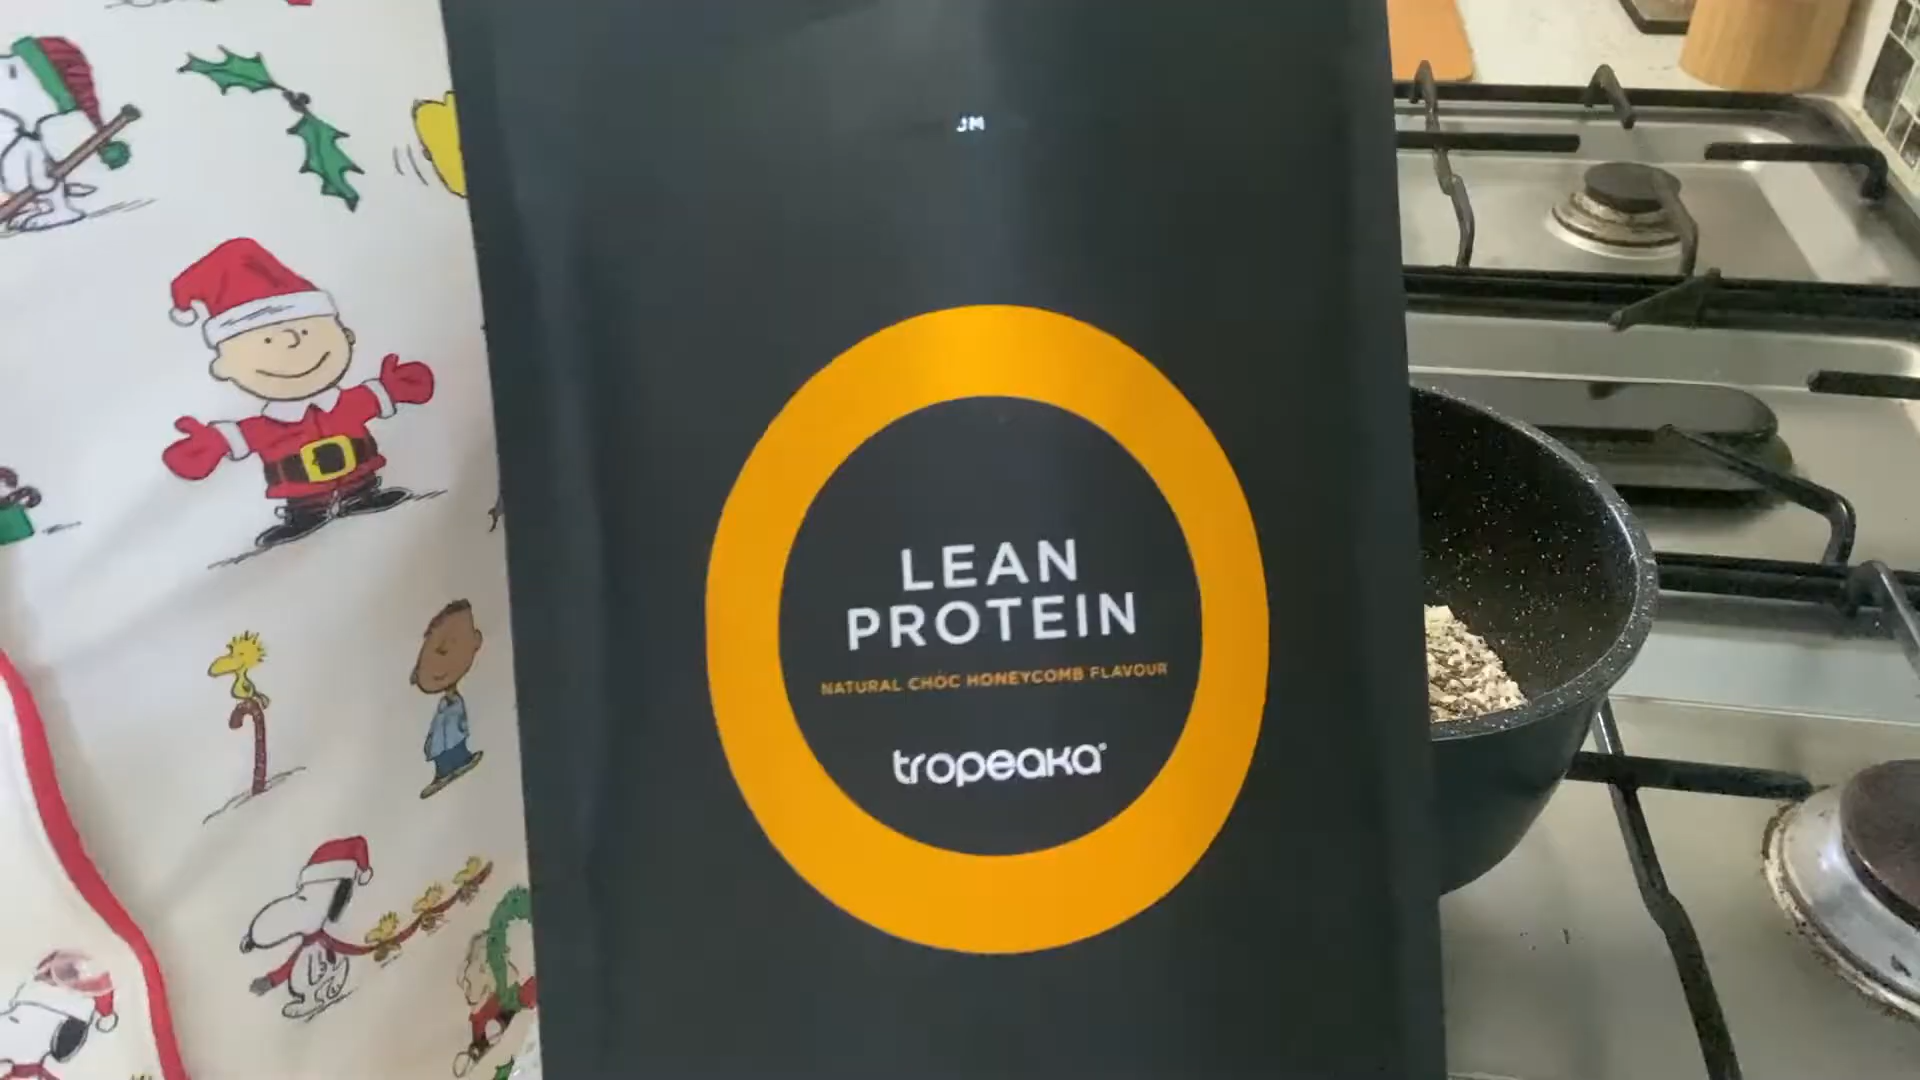 JM
LEAN
PROTEIN
NATURAL CHOC HONEYCOMB FLAVOUR
tropeaka